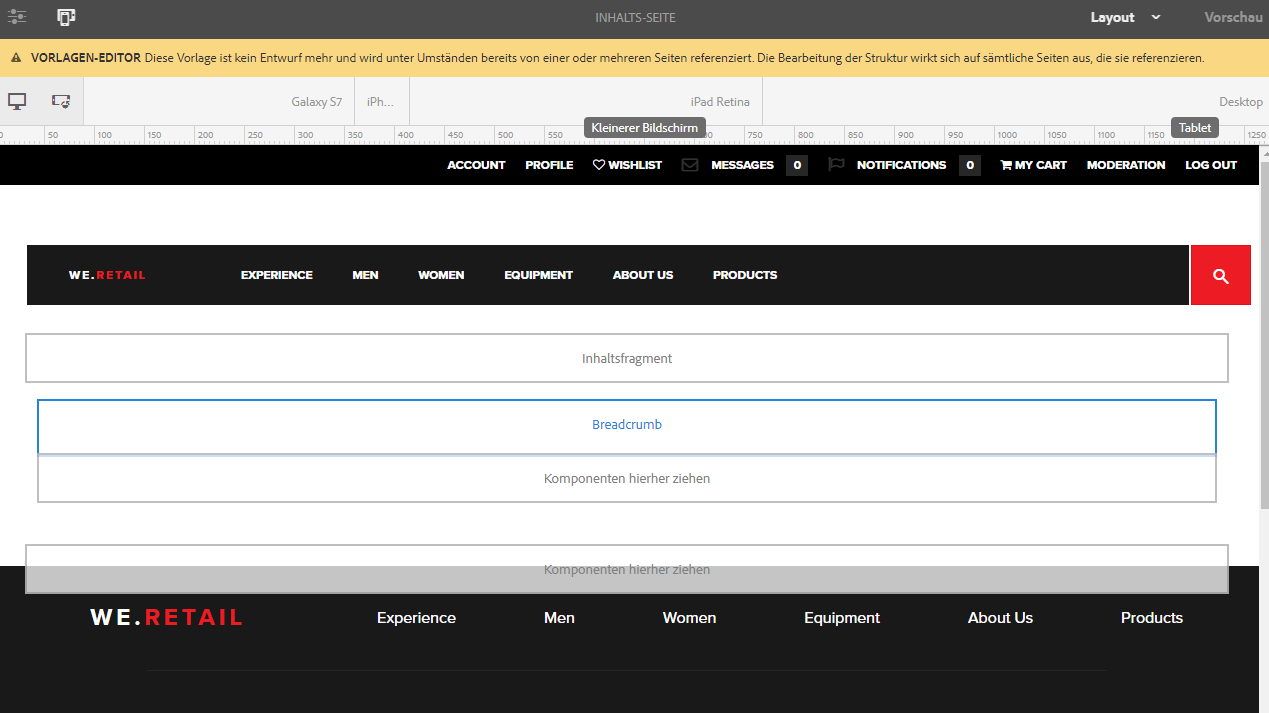 INHALTS-SEITE Layout Vorschau
VORLAGEN-EDITOR Diese Vorlage ist kein Entwurf mehr und wird unter Umständen bereits von einer oder mehreren Seiten referenziert. Die Bearbeitung der Struktur wirkt sich auf sämtliche Seiten aus, die sie referenzieren.
Galaxy S7 iPh... iPad Retina Desktop
Kleinerer Bildschirm Tablet
0 50 100 150 200 250 300 350 400 450 500 550 700 750 800 850 900 950 1000 1050 1100 1150 1250
ACCOUNT PROFILE WISHLIST MESSAGES 0 NOTIFICATIONS 0 MY CART MODERATION LOG OUT
WE.RETAIL EXPERIENCE MEN WOMEN EQUIPMENT ABOUT US PRODUCTS
Inhaltsfragment
Breadcrumb
Komponenten hierher ziehen
Komponenten hierher ziehen
WE.RETAIL Experience Men Women Equipment About Us Products